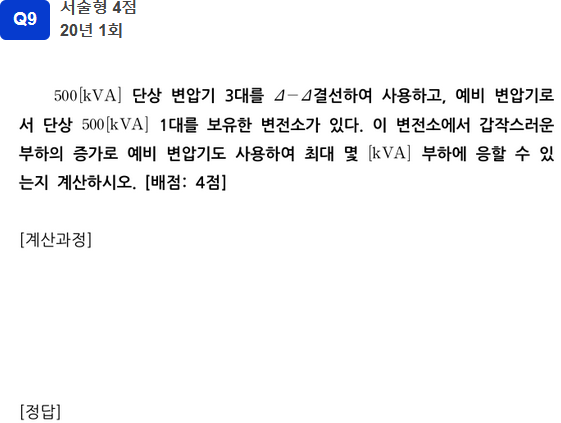 Q9
서술형 4점
20년 1회
500[kVA] 단상 변압기 3대를 Δ-Δ결선하여 사용하고, 예비 변압기로
서 단상 500[kVA] 1대를 보유한 변전소가 있다. 이 변전소에서 갑작스러운
부하의 증가로 예비 변압기도 사용하여 최대 몇 [kVA] 부하에 응할 수 있
는지 계산하시오. [배점: 4점]
[계산과정]
[정답]